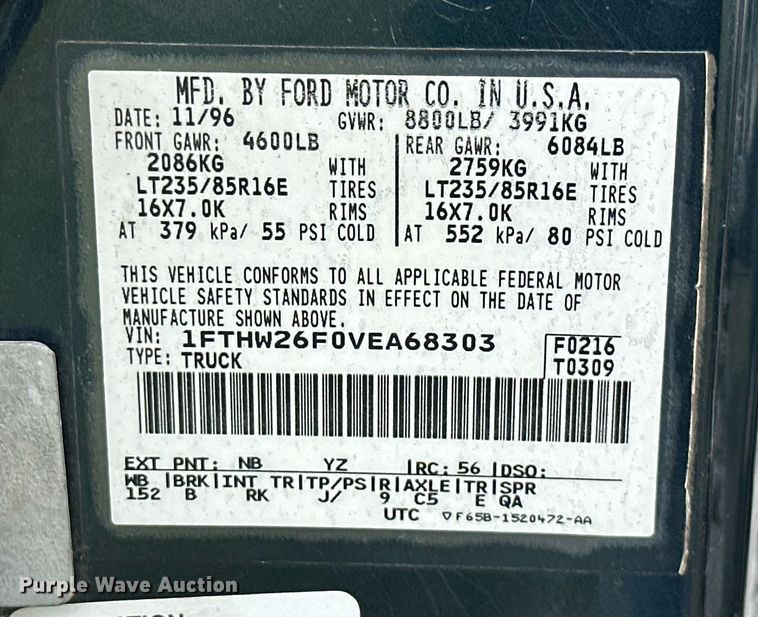 MFD. BY FORD MOTOR CO. IN U.S.A.
DATE: 11/96 GVWR: 8800LB/ 3991KG
FRONT GAWR: 4600LB REAR GAWR: 6084LB
2086KG WITH 2759KG WITH
LT235/85R16E TIRES LT235/85R16E TIRES
16X7.0K RIMS 16X7.0K RIMS
AT 379 kPa/ 55 PSI COLD AT 552 kPa/ 80 PSI COLD
THIS VEHICLE CONFORMS TO ALL APPLICABLE FEDERAL MOTOR
VEHICLE SAFETY STANDARDS IN EFFECT ON THE DATE OF
MANUFACTURE SHOWN ABOVE.
VIN: 1FTHW26F0VEA68303 F0216
TYPE: TRUCK T0309
EXT PNT: NB YZ |RC: 56 |DSO:
WB |BRK|INT TR|TP/PS|R|AXLE|TR|SPR
152 B RK J/ 9 C5 E QA
UTC ▽F65B-1520472-AA
Purple Wave Auction